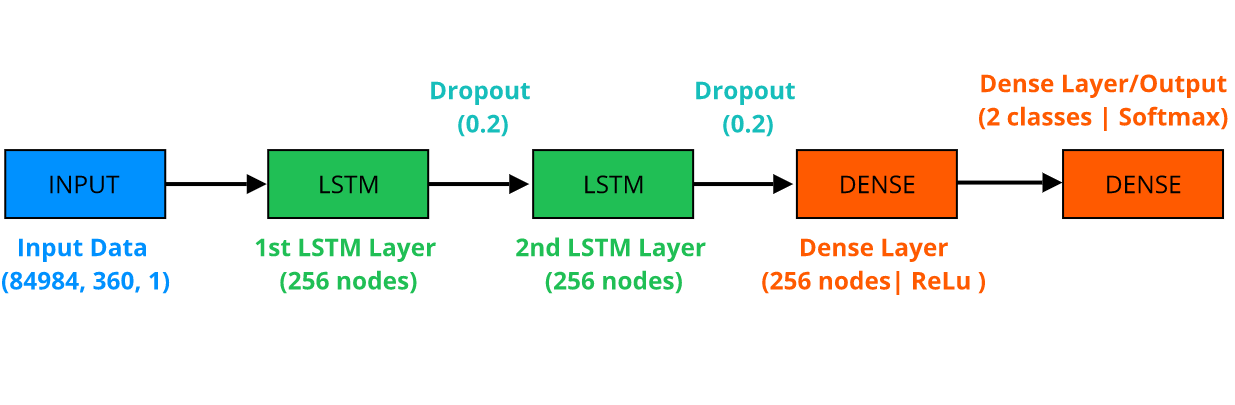 Dropout
(0.2)
Dropout
(0.2)
Dense Layer/Output
(2 classes | Softmax)
INPUT
LSTM
LSTM
DENSE
DENSE
Input Data
(84984, 360, 1)
1st LSTM Layer
(256 nodes)
2nd LSTM Layer
(256 nodes)
Dense Layer
(256 nodes| ReLu )